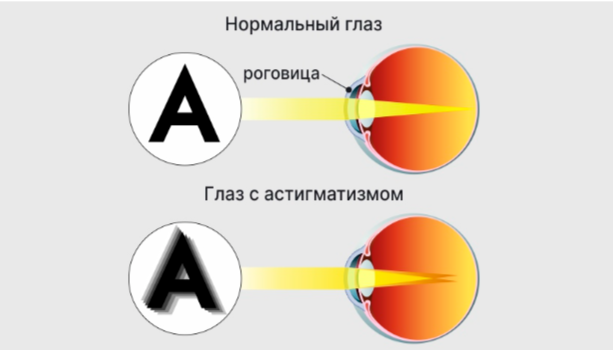 Нормальный глаз
А
роговица
Глаз с астигматизмом
А